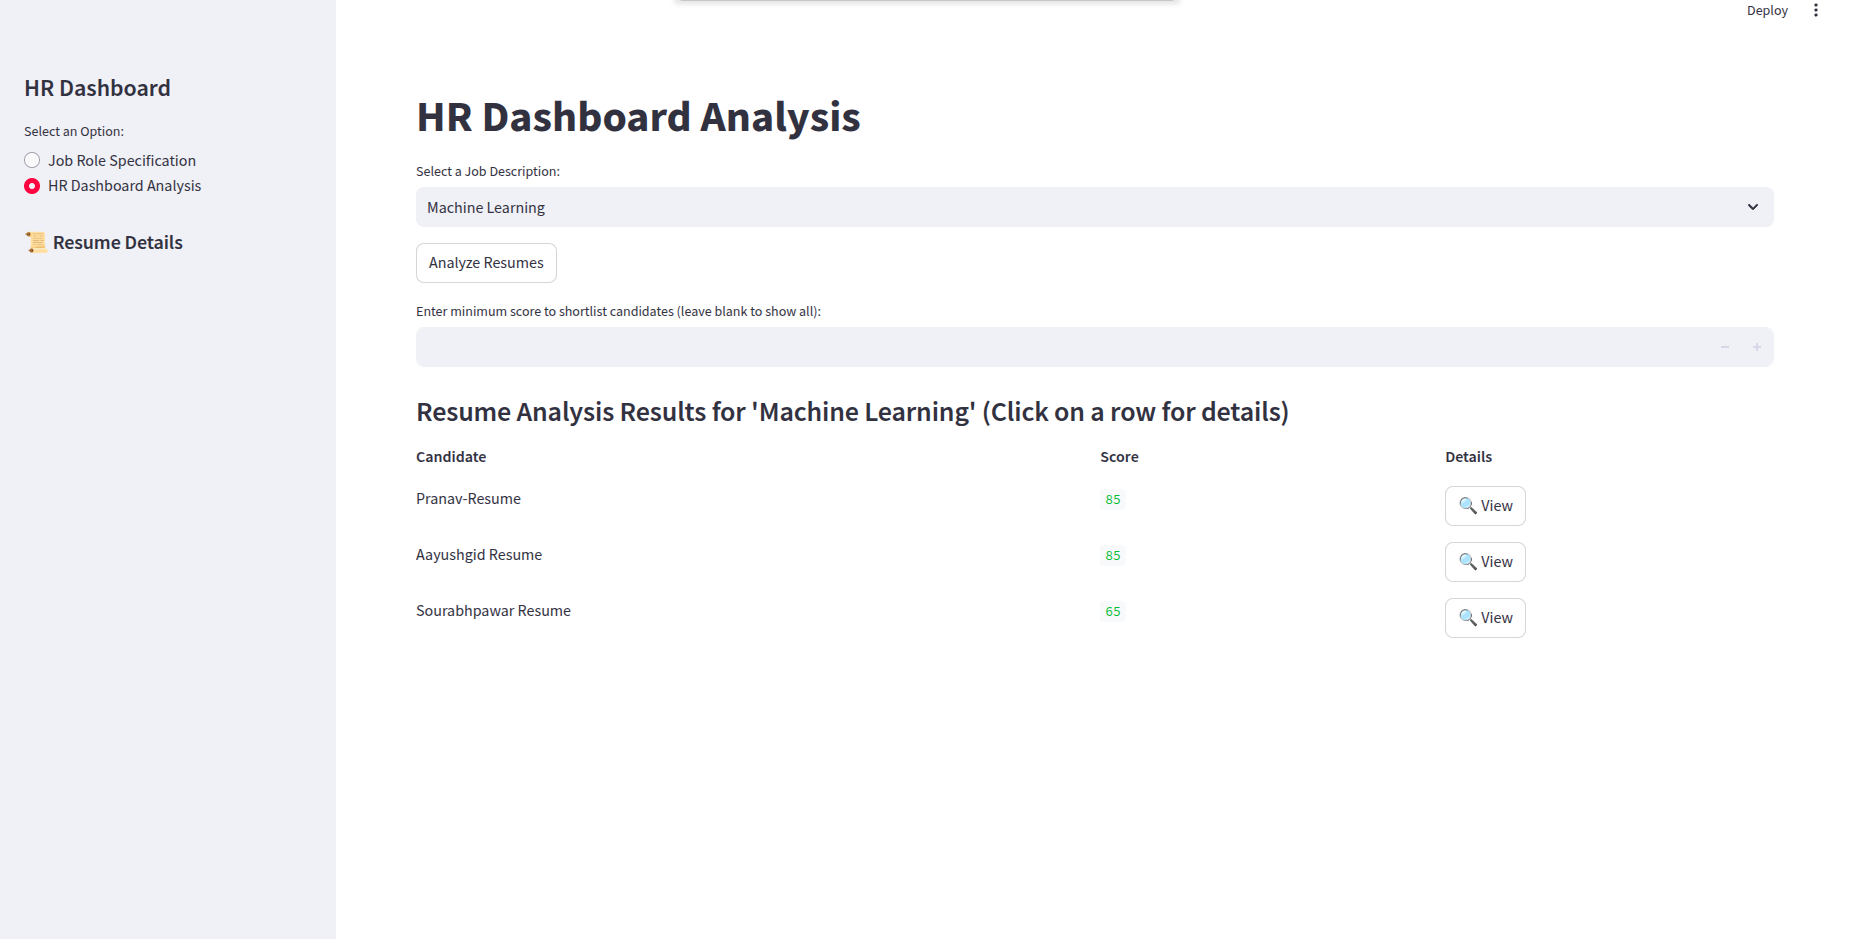 Deploy
HR Dashboard
Select an Option:
Job Role Specification
HR Dashboard Analysis
📜 Resume Details
HR Dashboard Analysis
Select a Job Description:
Machine Learning
Analyze Resumes
Enter minimum score to shortlist candidates (leave blank to show all):
Resume Analysis Results for 'Machine Learning' (Click on a row for details)
Candidate Score Details
Pranav-Resume 85 🔍 View
Aayushgid Resume 85 🔍 View
Sourabhpawar Resume 65 🔍 View